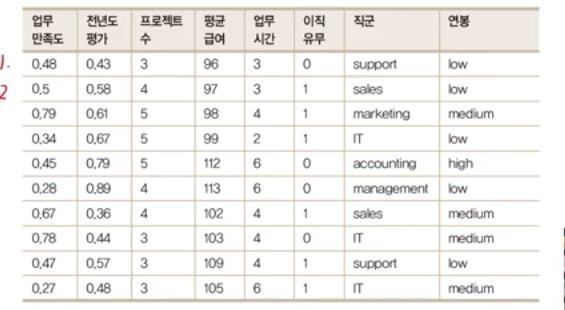 업무 만족도 전년도 평가 프로젝트 수 평균 급여 업무 시간 이직 유무 직군 연봉
0.48 0.43 3 96 3 0 support low
0.5 0.58 4 97 3 1 sales low
0.79 0.61 5 98 4 1 marketing medium
0.34 0.67 5 99 2 1 IT low
0.45 0.79 5 112 6 0 accounting high
0.28 0.89 4 113 6 0 management low
0.67 0.36 4 102 4 1 sales medium
0.78 0.44 3 103 4 0 IT medium
0.47 0.57 3 109 4 1 support low
0.27 0.48 3 105 6 1 IT medium